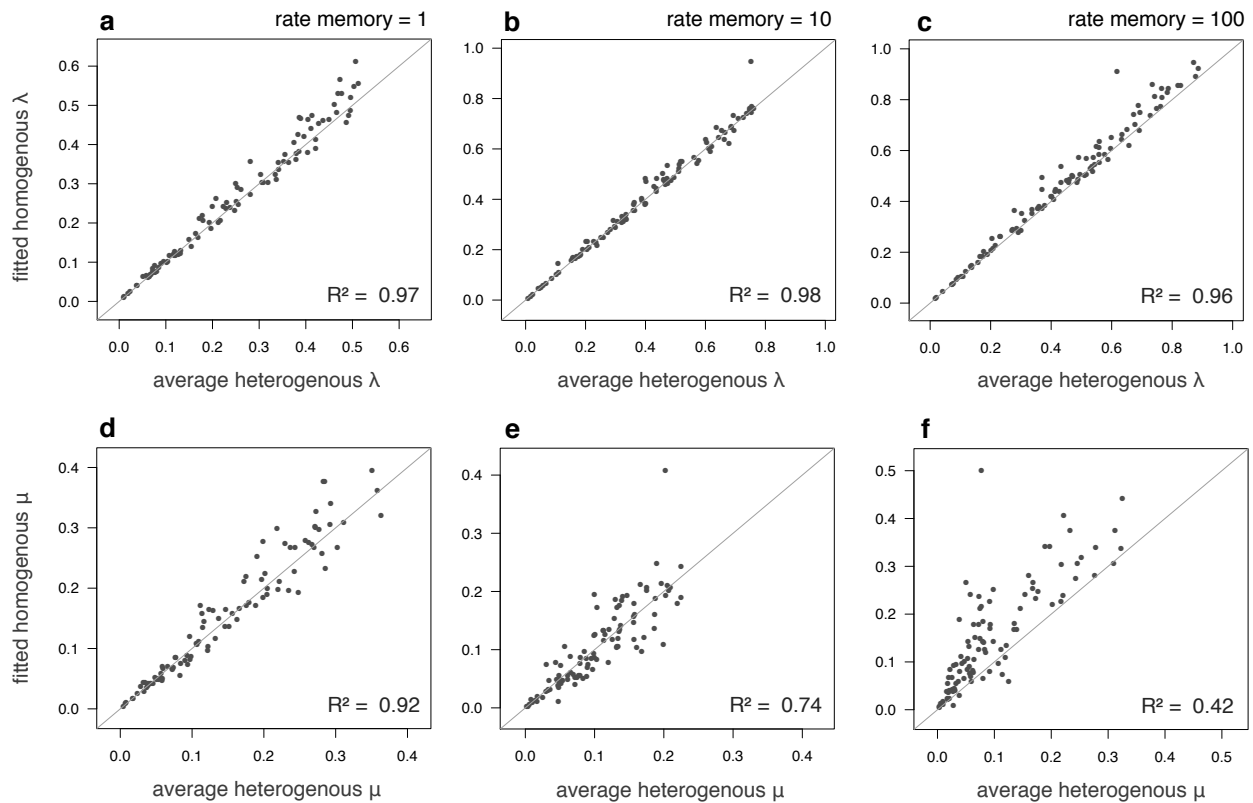 a
rate memory = 1
b
rate memory = 10
c
rate memory = 100
fitted homogenous λ
0.6
0.5
0.4
0.3
0.2
0.1
0.0
R² = 0.97
0.0 0.1 0.2 0.3 0.4 0.5 0.6
average heterogenous λ
1.0
0.8
0.6
0.4
0.2
0.0
R² = 0.98
0.0 0.2 0.4 0.6 0.8 1.0
average heterogenous λ
1.0
0.8
0.6
0.4
0.2
0.0
R² = 0.96
0.0 0.2 0.4 0.6 0.8 1.0
average heterogenous λ
d
fitted homogenous μ
0.4
0.3
0.2
0.1
0.0
R² = 0.92
0.0 0.1 0.2 0.3 0.4
average heterogenous μ
e
0.4
0.3
0.2
0.1
0.0
R² = 0.74
0.0 0.1 0.2 0.3 0.4
average heterogenous μ
f
0.5
0.4
0.3
0.2
0.1
0.0
R² = 0.42
0.0 0.1 0.2 0.3 0.4 0.5
average heterogenous μ